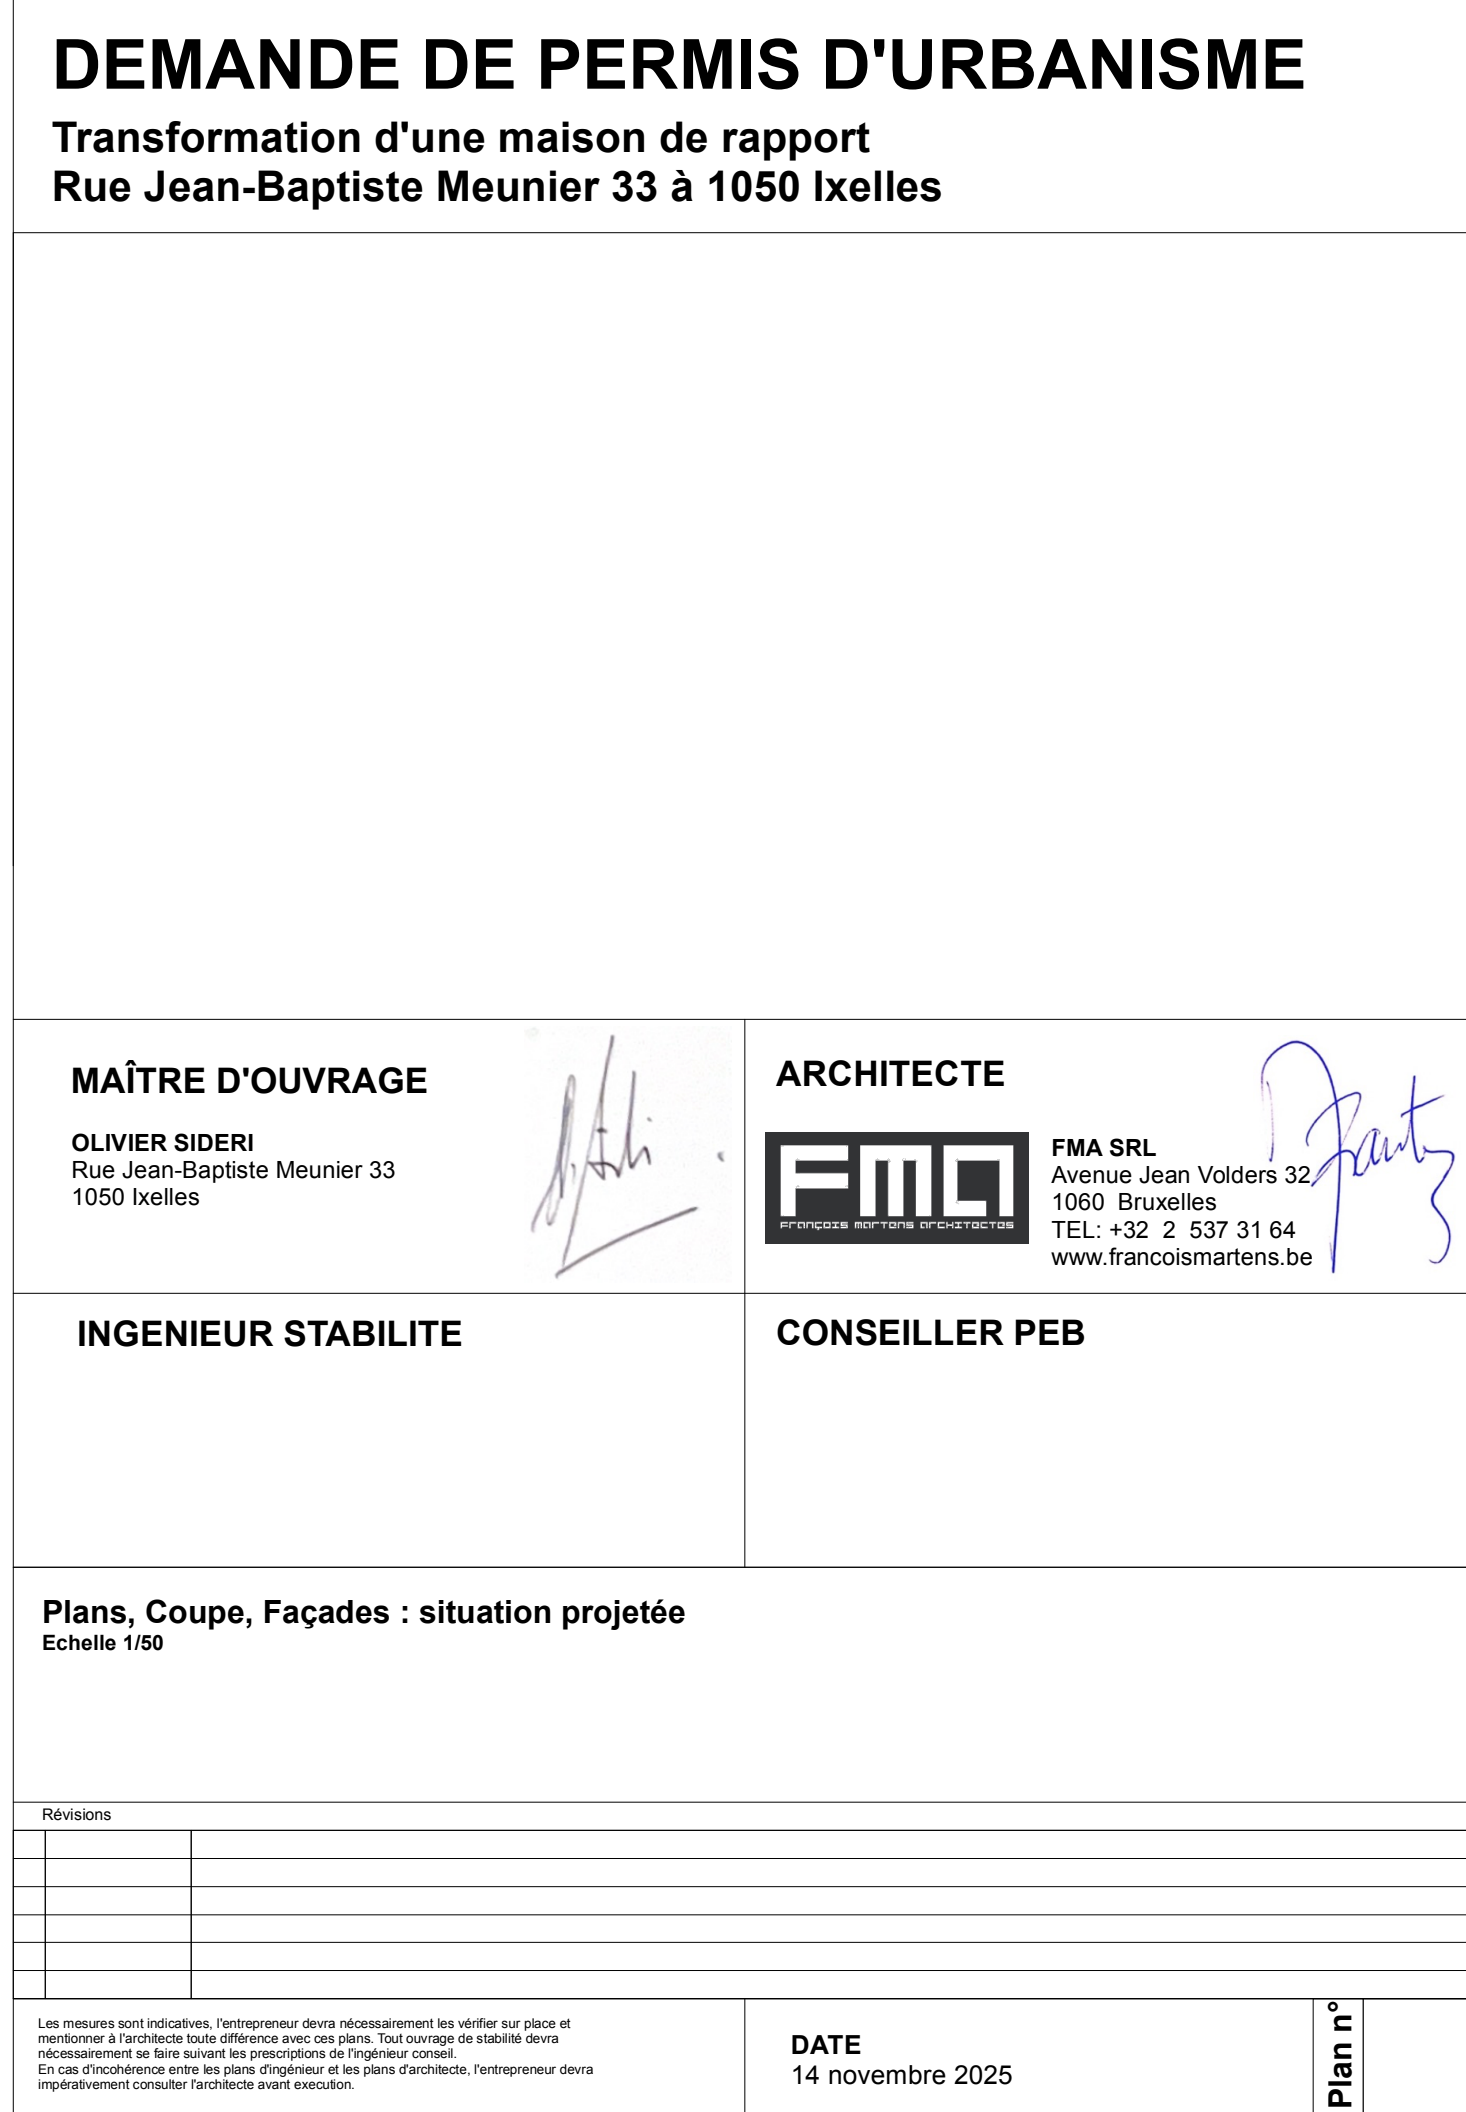 DEMANDE DE PERMIS D'URBANISME
Transformation d'une maison de rapport
Rue Jean-Baptiste Meunier 33 à 1050 Ixelles
MAÎTRE D'OUVRAGE
OLIVIER SIDERI
Rue Jean-Baptiste Meunier 33
1050 Ixelles
ARCHITECTE
FMA
François martens architectes
FMA SRL
Avenue Jean Volders 32
1060 Bruxelles
TEL: +32 2 537 31 64
www.francoismartens.be
INGENIEUR STABILITE
CONSEILLER PEB
Plans, Coupe, Façades : situation projetée
Echelle 1/50
Révisions
Les mesures sont indicatives, l'entrepreneur devra nécessairement les vérifier sur place et
mentionner à l'architecte toute différence avec ces plans. Tout ouvrage de stabilité devra
nécessairement se faire suivant les prescriptions de l'ingénieur conseil.
En cas d'incohérence entre les plans d'ingénieur et les plans d'architecte, l'entrepreneur devra
impérativement consulter l'architecte avant execution.
DATE
14 novembre 2025
Plan n°